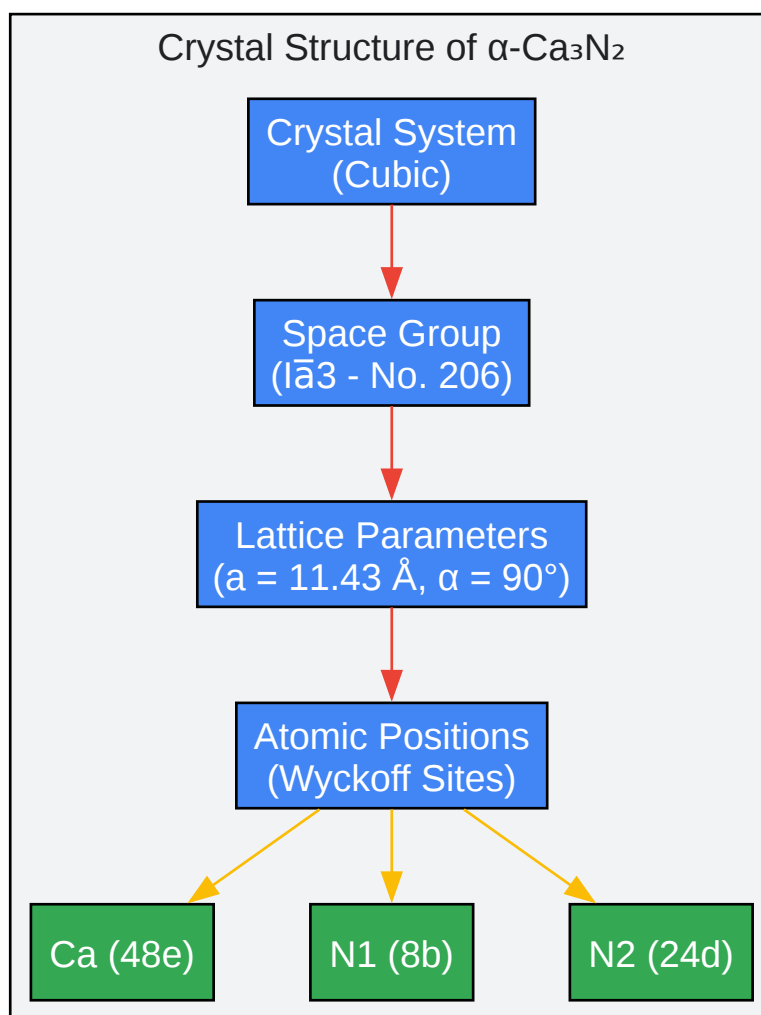 Crystal Structure of α-Ca₃N₂
Crystal System
(Cubic)
Space Group
(Ia̅3 - No. 206)
Lattice Parameters
(a = 11.43 Å, α = 90°)
Atomic Positions
(Wyckoff Sites)
Ca (48e)
N1 (8b)
N2 (24d)